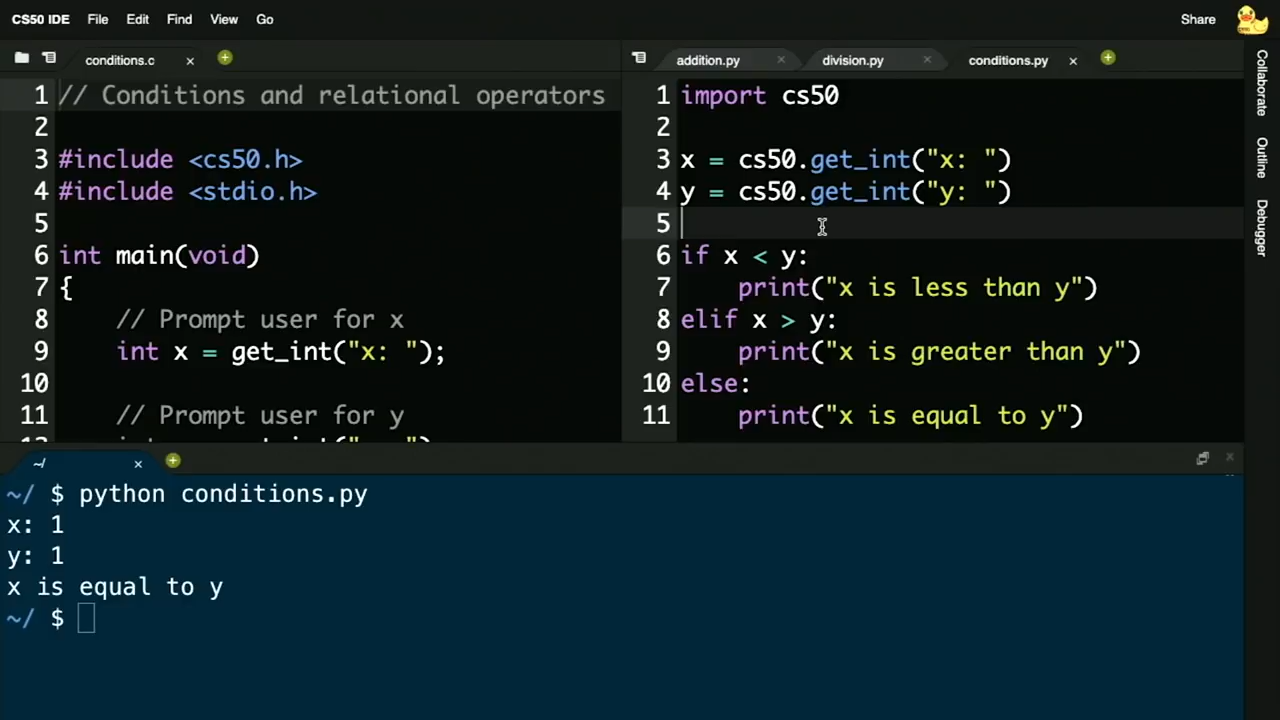 CS50 IDE File Edit View Find Go Share
conditions.c
// Conditions and relational operators
#include <cs50.h>
#include <stdio.h>
int main(void)
{
// Prompt user for x
int x = get_int("x: ");
// Prompt user for y
1
2
3
4
5
6
7
8
9
10
11
addition.py division.py conditions.py
1 import cs50
2
3 x = cs50.get_int("x: ")
4 y = cs50.get_int("y: ")
5
6 if x < y:
7 print("x is less than y")
8 elif x > y:
9 print("x is greater than y")
10 else:
11 print("x is equal to y")
Collaborate
Outline
Debugger
~/
~/ $ python conditions.py
x: 1
y: 1
x is equal to y
~/ $